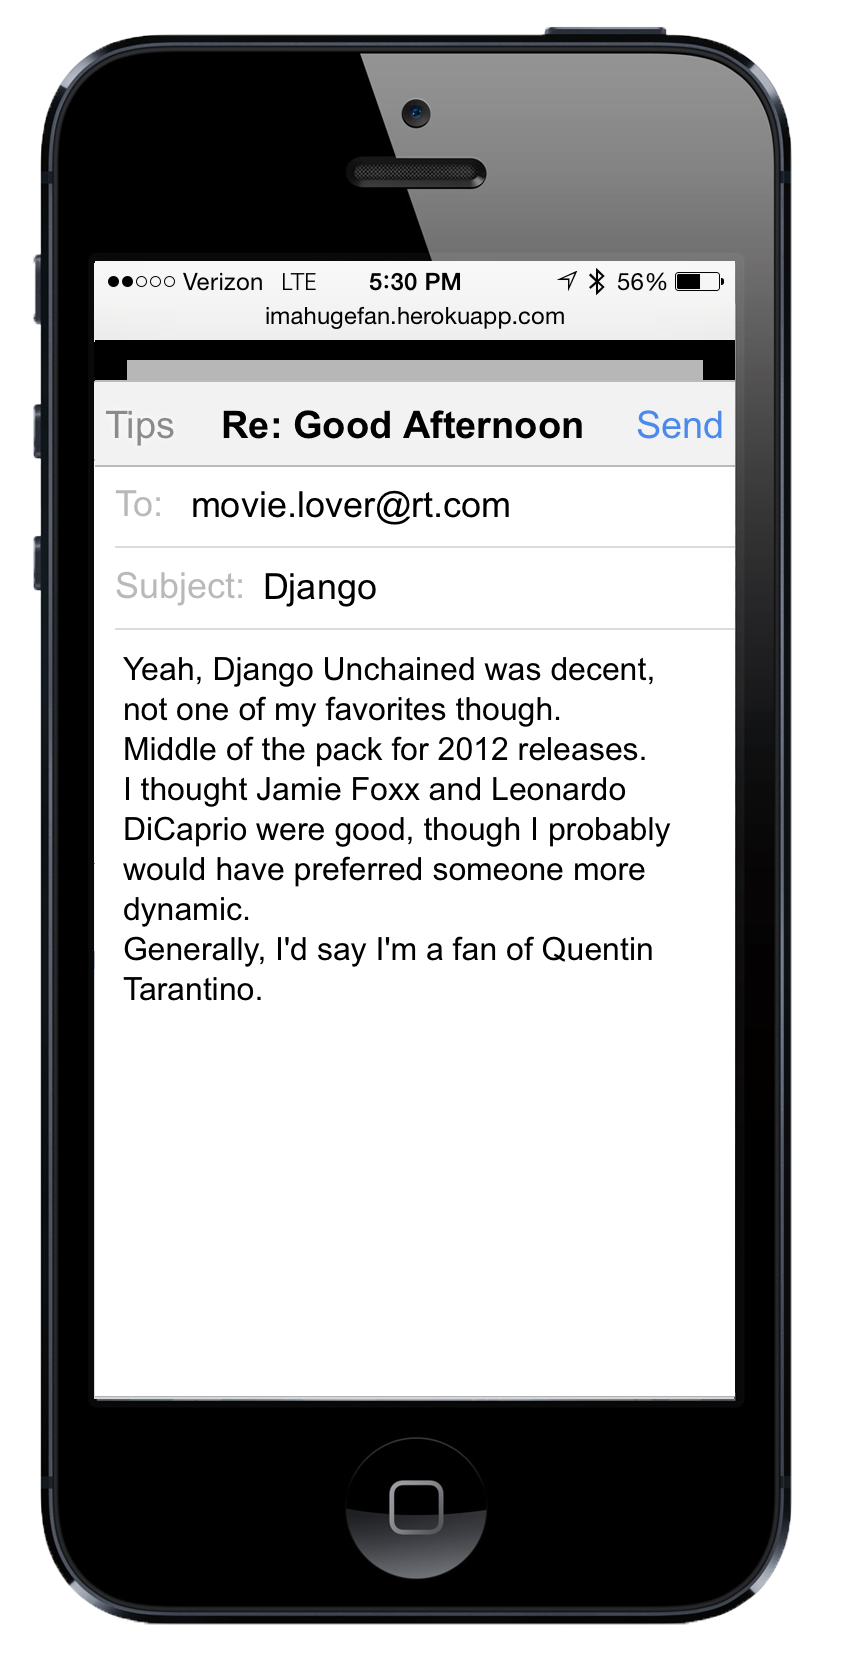 Verizon LTE 5:30 PM 56%
imahugefan.herokuapp.com
Tips Re: Good Afternoon Send
To: movie.lover@rt.com
Subject: Django
Yeah, Django Unchained was decent,
not one of my favorites though.
Middle of the pack for 2012 releases.
I thought Jamie Foxx and Leonardo
DiCaprio were good, though I probably
would have preferred someone more
dynamic.
Generally, I'd say I'm a fan of Quentin
Tarantino.